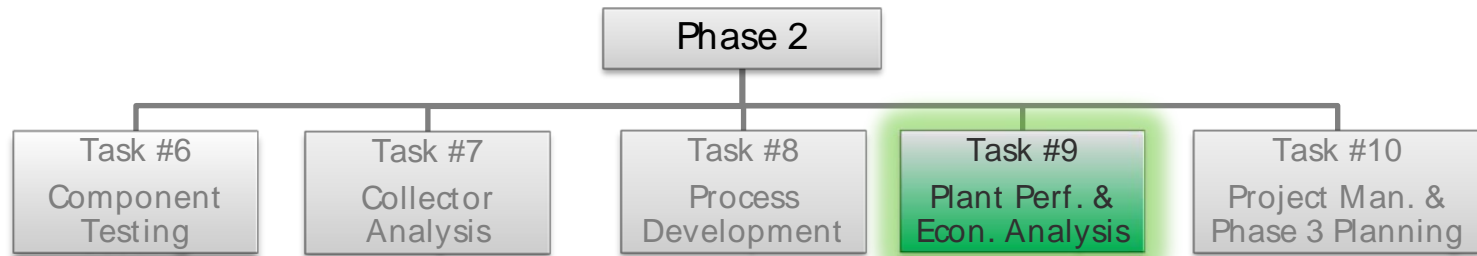 Phase 2
Task #6
Component
Testing
Task #7
Collector
Analysis
Task #8
Process
Development
Task #9
Plant Perf. &
Econ. Analysis
Task #10
Project Man. &
Phase 3 Planning